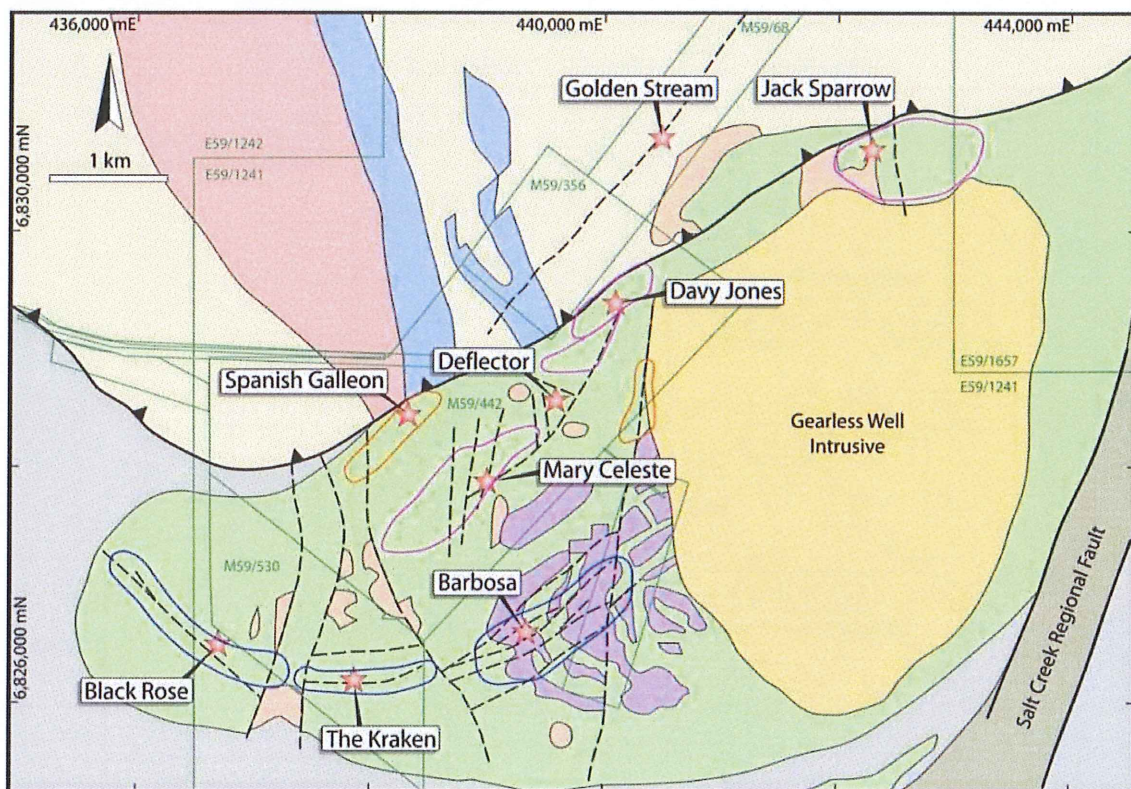 436,000 mE
440,000 mE
444,000 mE
M59/68
Golden Stream
Jack Sparrow
1 km
E59/1242
E59/1241
M59/356
6,830,000 mN
Davy Jones
Deflector
Spanish Galleon
M59/442
E59/1657
E59/1241
Gearless Well
Intrusive
Mary Celeste
M59/530
Barbosa
Black Rose
The Kraken
6,826,000 mN
Salt Creek Regional Fault